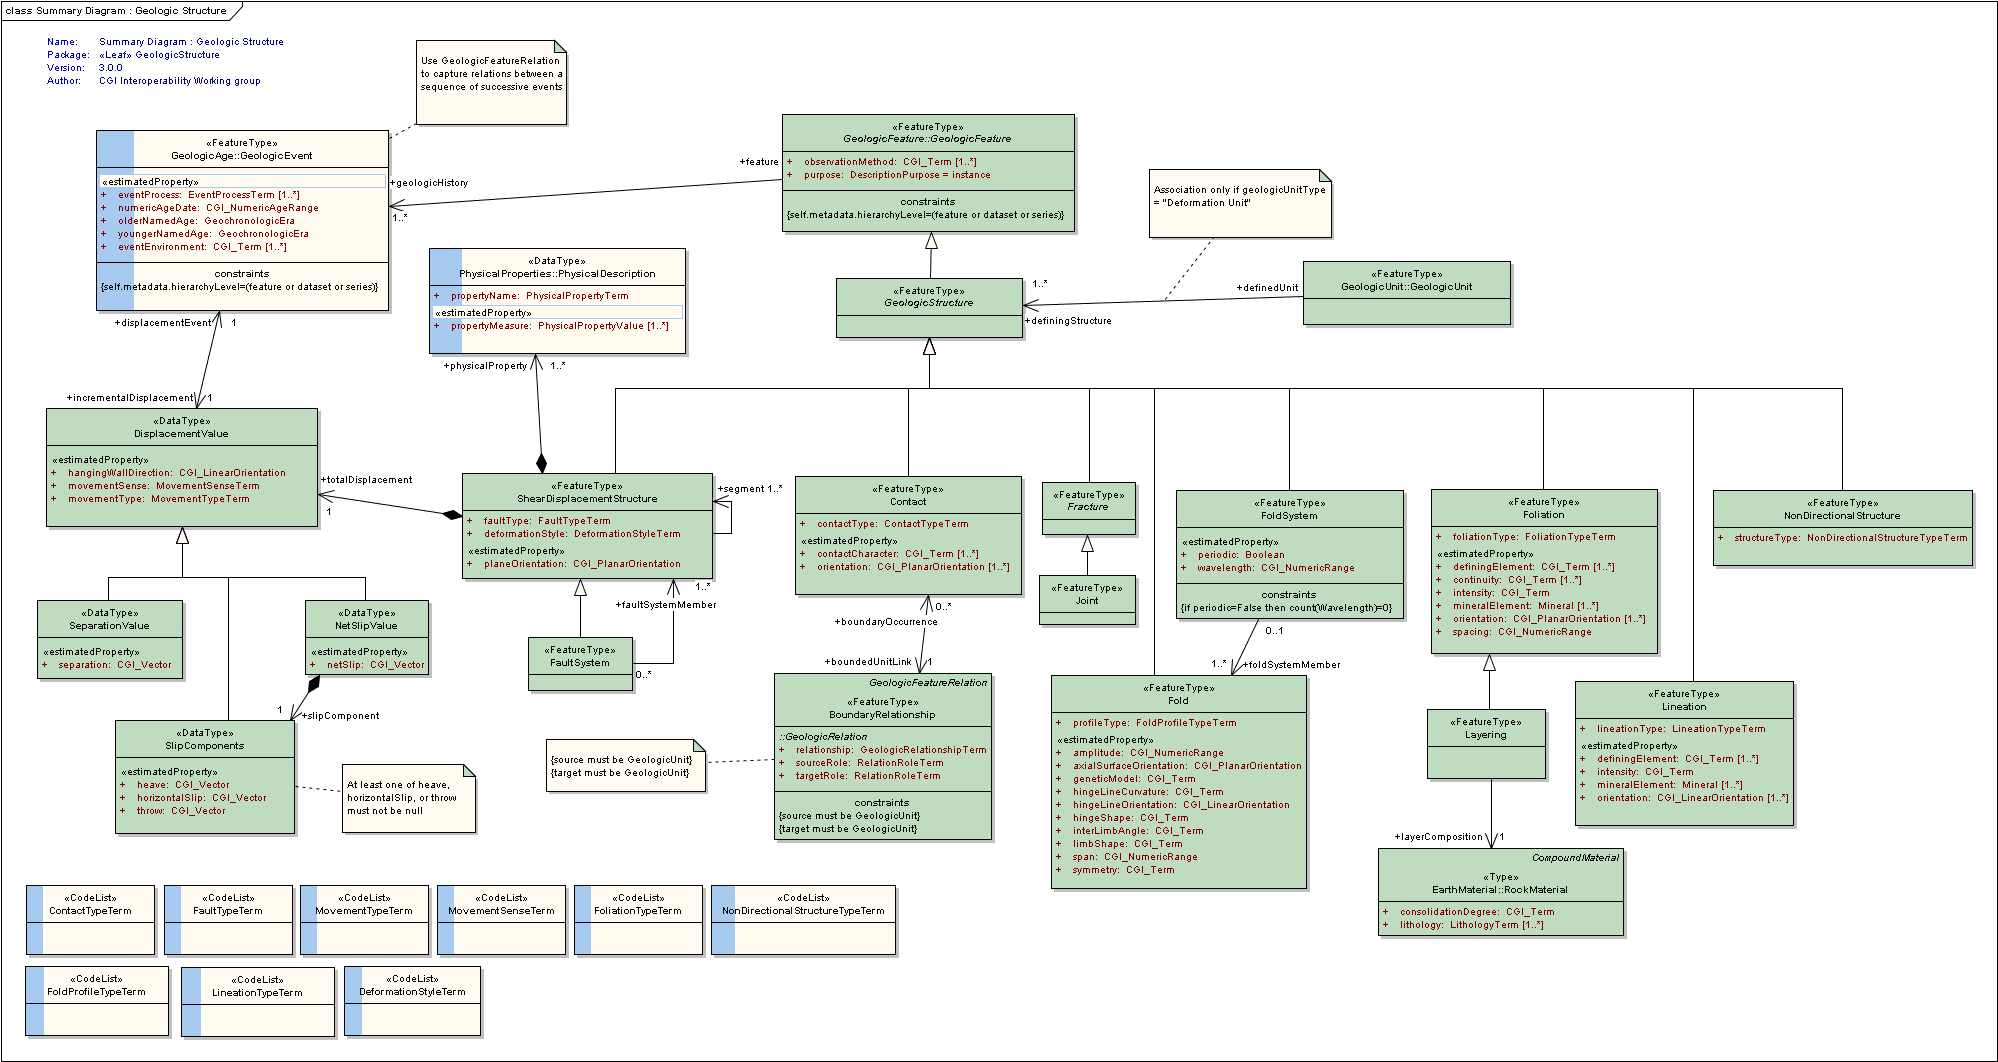 class Summary Diagram : Geologic Structure
Name: Summary Diagram : Geologic Structure
Package: «Leaf» GeologicStructure
Version: 3.0.0
Author: CGI Interoperability Working group
Use GeologicFeatureRelation
to capture relations between a
sequence of successive events
«FeatureType»
GeologicAge::GeologicEvent
«estimatedProperty»
+ eventProcess: EventProcessTerm [1..*]
+ numericAgeDate: CGI_NumericAgeRange
+ olderNamedAge: GeochronologicEra
+ youngerNamedAge: GeochronologicEra
+ eventEnvironment: CGI_Term [1..*]
constraints
{self.metadata.hierarchyLevel=(feature or dataset or series)}
+geologicHistory
1..*
+feature
«FeatureType»
GeologicFeature::GeologicFeature
+ observationMethod: CGI_Term [1..*]
+ purpose: DescriptionPurpose = instance
constraints
{self.metadata.hierarchyLevel=(feature or dataset or series)}
Association only if geologicUnitType
= "Deformation Unit"
«DataType»
PhysicalProperties::PhysicalDescription
+ propertyName: PhysicalPropertyTerm
«estimatedProperty»
+ propertyMeasure: PhysicalPropertyValue [1..*]
+physicalProperty
1..*
«FeatureType»
GeologicStructure
1..*
+definingStructure
+definedUnit
«FeatureType»
GeologicUnit::GeologicUnit
+displacementEvent
1
+incrementalDisplacement
1
«DataType»
DisplacementValue
«estimatedProperty»
+ hangingWallDirection: CGI_LinearOrientation
+ movementSense: MovementSenseTerm
+ movementType: MovementTypeTerm
+totalDisplacement
1
«FeatureType»
ShearDisplacementStructure
+ faultType: FaultTypeTerm
+ deformationStyle: DeformationStyleTerm
«estimatedProperty»
+ planeOrientation: CGI_PlanarOrientation
+segment 1..*
1..*
+faultSystemMember
«FeatureType»
FaultSystem
0..*
«FeatureType»
Contact
+ contactType: ContactTypeTerm
«estimatedProperty»
+ contactCharacter: CGI_Term [1..*]
+ orientation: CGI_PlanarOrientation [1..*]
0..*
+boundaryOccurrence
+boundedUnitLink
1
«FeatureType»
Fracture
«FeatureType»
Joint
«FeatureType»
FoldSystem
«estimatedProperty»
+ periodic: Boolean
+ wavelength: CGI_NumericRange
constraints
{if periodic=False then count(Wavelength)=0}
0..1
1..*
+foldSystemMember
«FeatureType»
Foliation
+ foliationType: FoliationTypeTerm
«estimatedProperty»
+ definingElement: CGI_Term [1..*]
+ continuity: CGI_Term [1..*]
+ intensity: CGI_Term
+ mineralElement: Mineral [1..*]
+ orientation: CGI_PlanarOrientation [1..*]
+ spacing: CGI_NumericRange
«FeatureType»
NonDirectionalStructure
+ structureType: NonDirectionalStructureTypeTerm
«DataType»
SeparationValue
«estimatedProperty»
+ separation: CGI_Vector
«DataType»
NetSlipValue
«estimatedProperty»
+ netSlip: CGI_Vector
1
+slipComponent
«DataType»
SlipComponents
«estimatedProperty»
+ heave: CGI_Vector
+ horizontalSlip: CGI_Vector
+ throw: CGI_Vector
At least one of heave,
horizontalSlip, or throw
must not be null
{source must be GeologicUnit}
{target must be GeologicUnit}
GeologicFeatureRelation
«FeatureType»
BoundaryRelationship
::GeologicRelation
+ relationship: GeologicRelationshipTerm
+ sourceRole: RelationRoleTerm
+ targetRole: RelationRoleTerm
constraints
{source must be GeologicUnit}
{target must be GeologicUnit}
«FeatureType»
Fold
+ profileType: FoldProfileTypeTerm
«estimatedProperty»
+ amplitude: CGI_NumericRange
+ axialSurfaceOrientation: CGI_PlanarOrientation
+ geneticModel: CGI_Term
+ hingeLineCurvature: CGI_Term
+ hingeLineOrientation: CGI_LinearOrientation
+ hingeShape: CGI_Term
+ interLimbAngle: CGI_Term
+ limbShape: CGI_Term
+ span: CGI_NumericRange
+ symmetry: CGI_Term
«FeatureType»
Layering
+layerComposition
1
«FeatureType»
Lineation
+ lineationType: LineationTypeTerm
«estimatedProperty»
+ definingElement: CGI_Term [1..*]
+ intensity: CGI_Term
+ mineralElement: Mineral [1..*]
+ orientation: CGI_LinearOrientation [1..*]
CompoundMaterial
«Type»
EarthMaterial::RockMaterial
+ consolidationDegree: CGI_Term
+ lithology: LithologyTerm [1..*]
«CodeList»
ContactTypeTerm
«CodeList»
FaultTypeTerm
«CodeList»
MovementTypeTerm
«CodeList»
MovementSenseTerm
«CodeList»
FoliationTypeTerm
«CodeList»
NonDirectionalStructureTypeTerm
«CodeList»
FoldProfileTypeTerm
«CodeList»
LineationTypeTerm
«CodeList»
DeformationStyleTerm